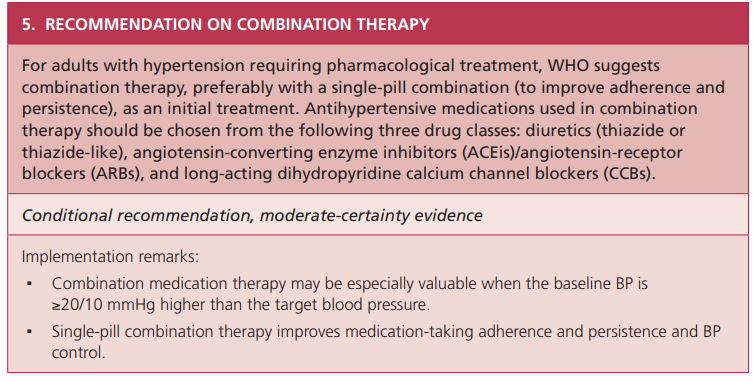 5. RECOMMENDATION ON COMBINATION THERAPY
For adults with hypertension requiring pharmacological treatment, WHO suggests
combination therapy, preferably with a single-pill combination (to improve adherence and
persistence), as an initial treatment. Antihypertensive medications used in combination
therapy should be chosen from the following three drug classes: diuretics (thiazide or
thiazide-like), angiotensin-converting enzyme inhibitors (ACEis)/angiotensin-receptor
blockers (ARBs), and long-acting dihydropyridine calcium channel blockers (CCBs).
Conditional recommendation, moderate-certainty evidence
Implementation remarks:
▪ Combination medication therapy may be especially valuable when the baseline BP is
≥20/10 mmHg higher than the target blood pressure.
▪ Single-pill combination therapy improves medication-taking adherence and persistence and BP
control.